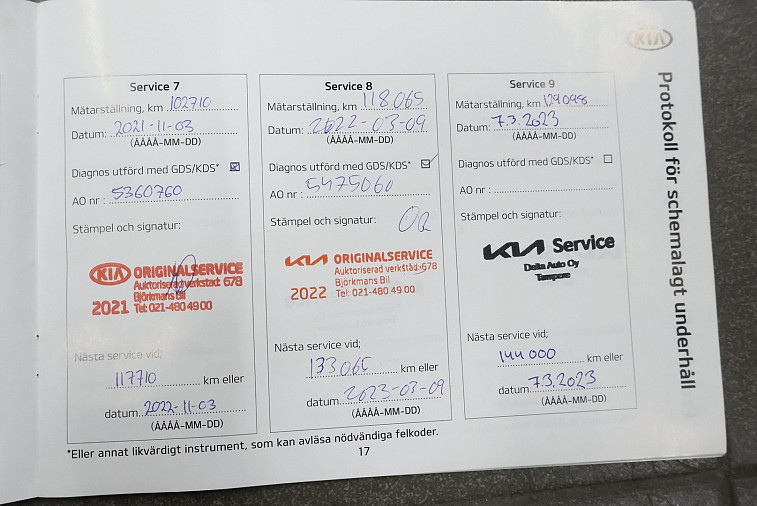 KIA
Protokoll för schemalagt underhåll
Service 7
Mätarställning, km 102710
Datum: 2021-11-03
(ÅÅÅÅ-MM-DD)
Diagnos utförd med GDS/KDS*
AO nr: 5360760
Stämpel och signatur:
KIA ORIGINALSERVICE
Auktoriserad verkstad: 678
Björkmans Bil
2021 Tel: 021-480 49 00
Nästa service vid;
117710 km eller
datum 2022-11-03
(ÅÅÅÅ-MM-DD)
Service 8
Mätarställning, km 118065
Datum: 2022-03-09
(ÅÅÅÅ-MM-DD)
Diagnos utförd med GDS/KDS*
AO nr: 5475060
Stämpel och signatur:
KIA ORIGINALSERVICE
Auktoriserad verkstad: 678
Björkmans Bil
2022 Tel: 021-480 49 00
Nästa service vid;
133065 km eller
datum 2023-03-09
(ÅÅÅÅ-MM-DD)
Service 9
Mätarställning, km 129098
Datum: 7.3.2023
(ÅÅÅÅ-MM-DD)
Diagnos utförd med GDS/KDS*
AO nr:
Stämpel och signatur:
KIA Service
Delta Auto Oy
Tampere
Nästa service vid;
144 000 km eller
datum 7.3.2023
(ÅÅÅÅ-MM-DD)
*Eller annat likvärdigt instrument, som kan avläsa nödvändiga felkoder.
17